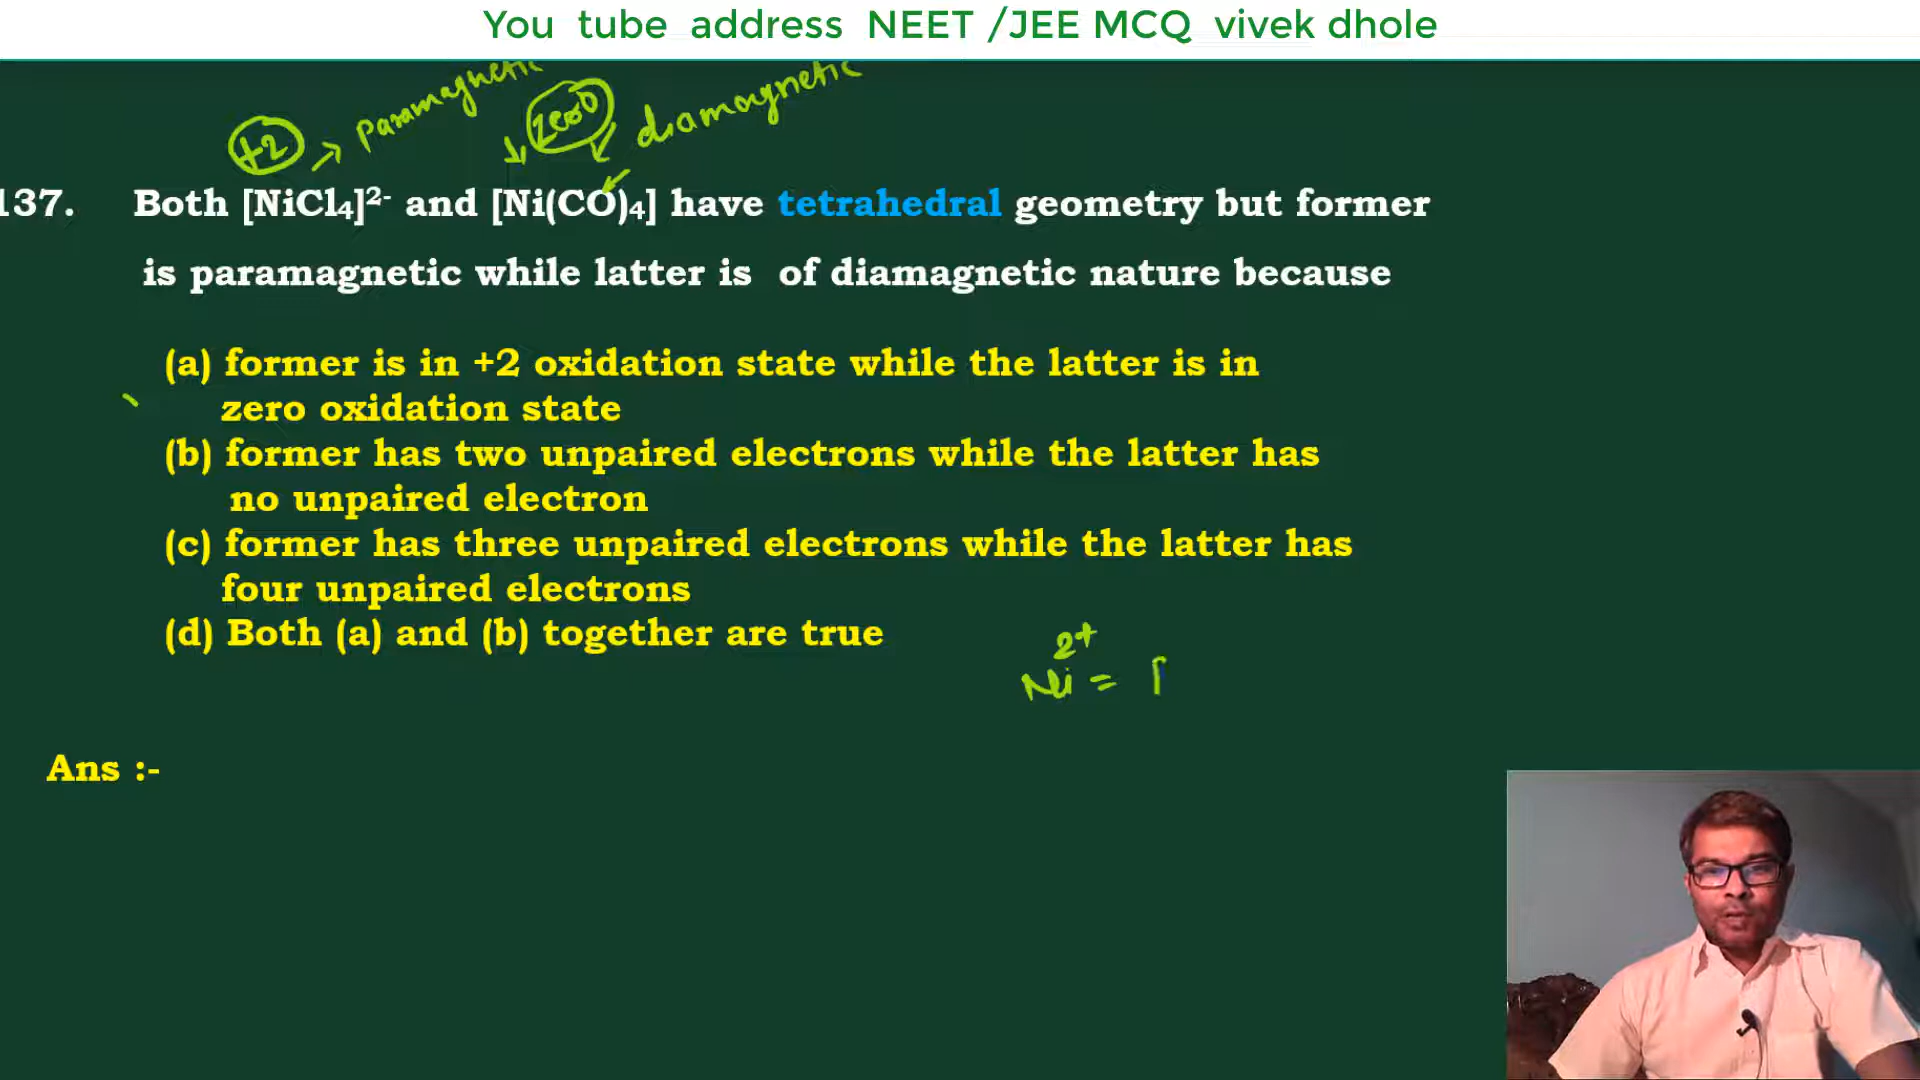 You tube address NEET /JEE MCQ vivek dhole
+2 → paramagnetic zero diamagnetic
137. Both [NiCl₄]²⁻ and [Ni(CO)₄] have tetrahedral geometry but former
is paramagnetic while latter is of diamagnetic nature because
(a) former is in +2 oxidation state while the latter is in
zero oxidation state
(b) former has two unpaired electrons while the latter has
no unpaired electron
(c) former has three unpaired electrons while the latter has
four unpaired electrons
(d) Both (a) and (b) together are true
Ni²⁺ = [
Ans :-